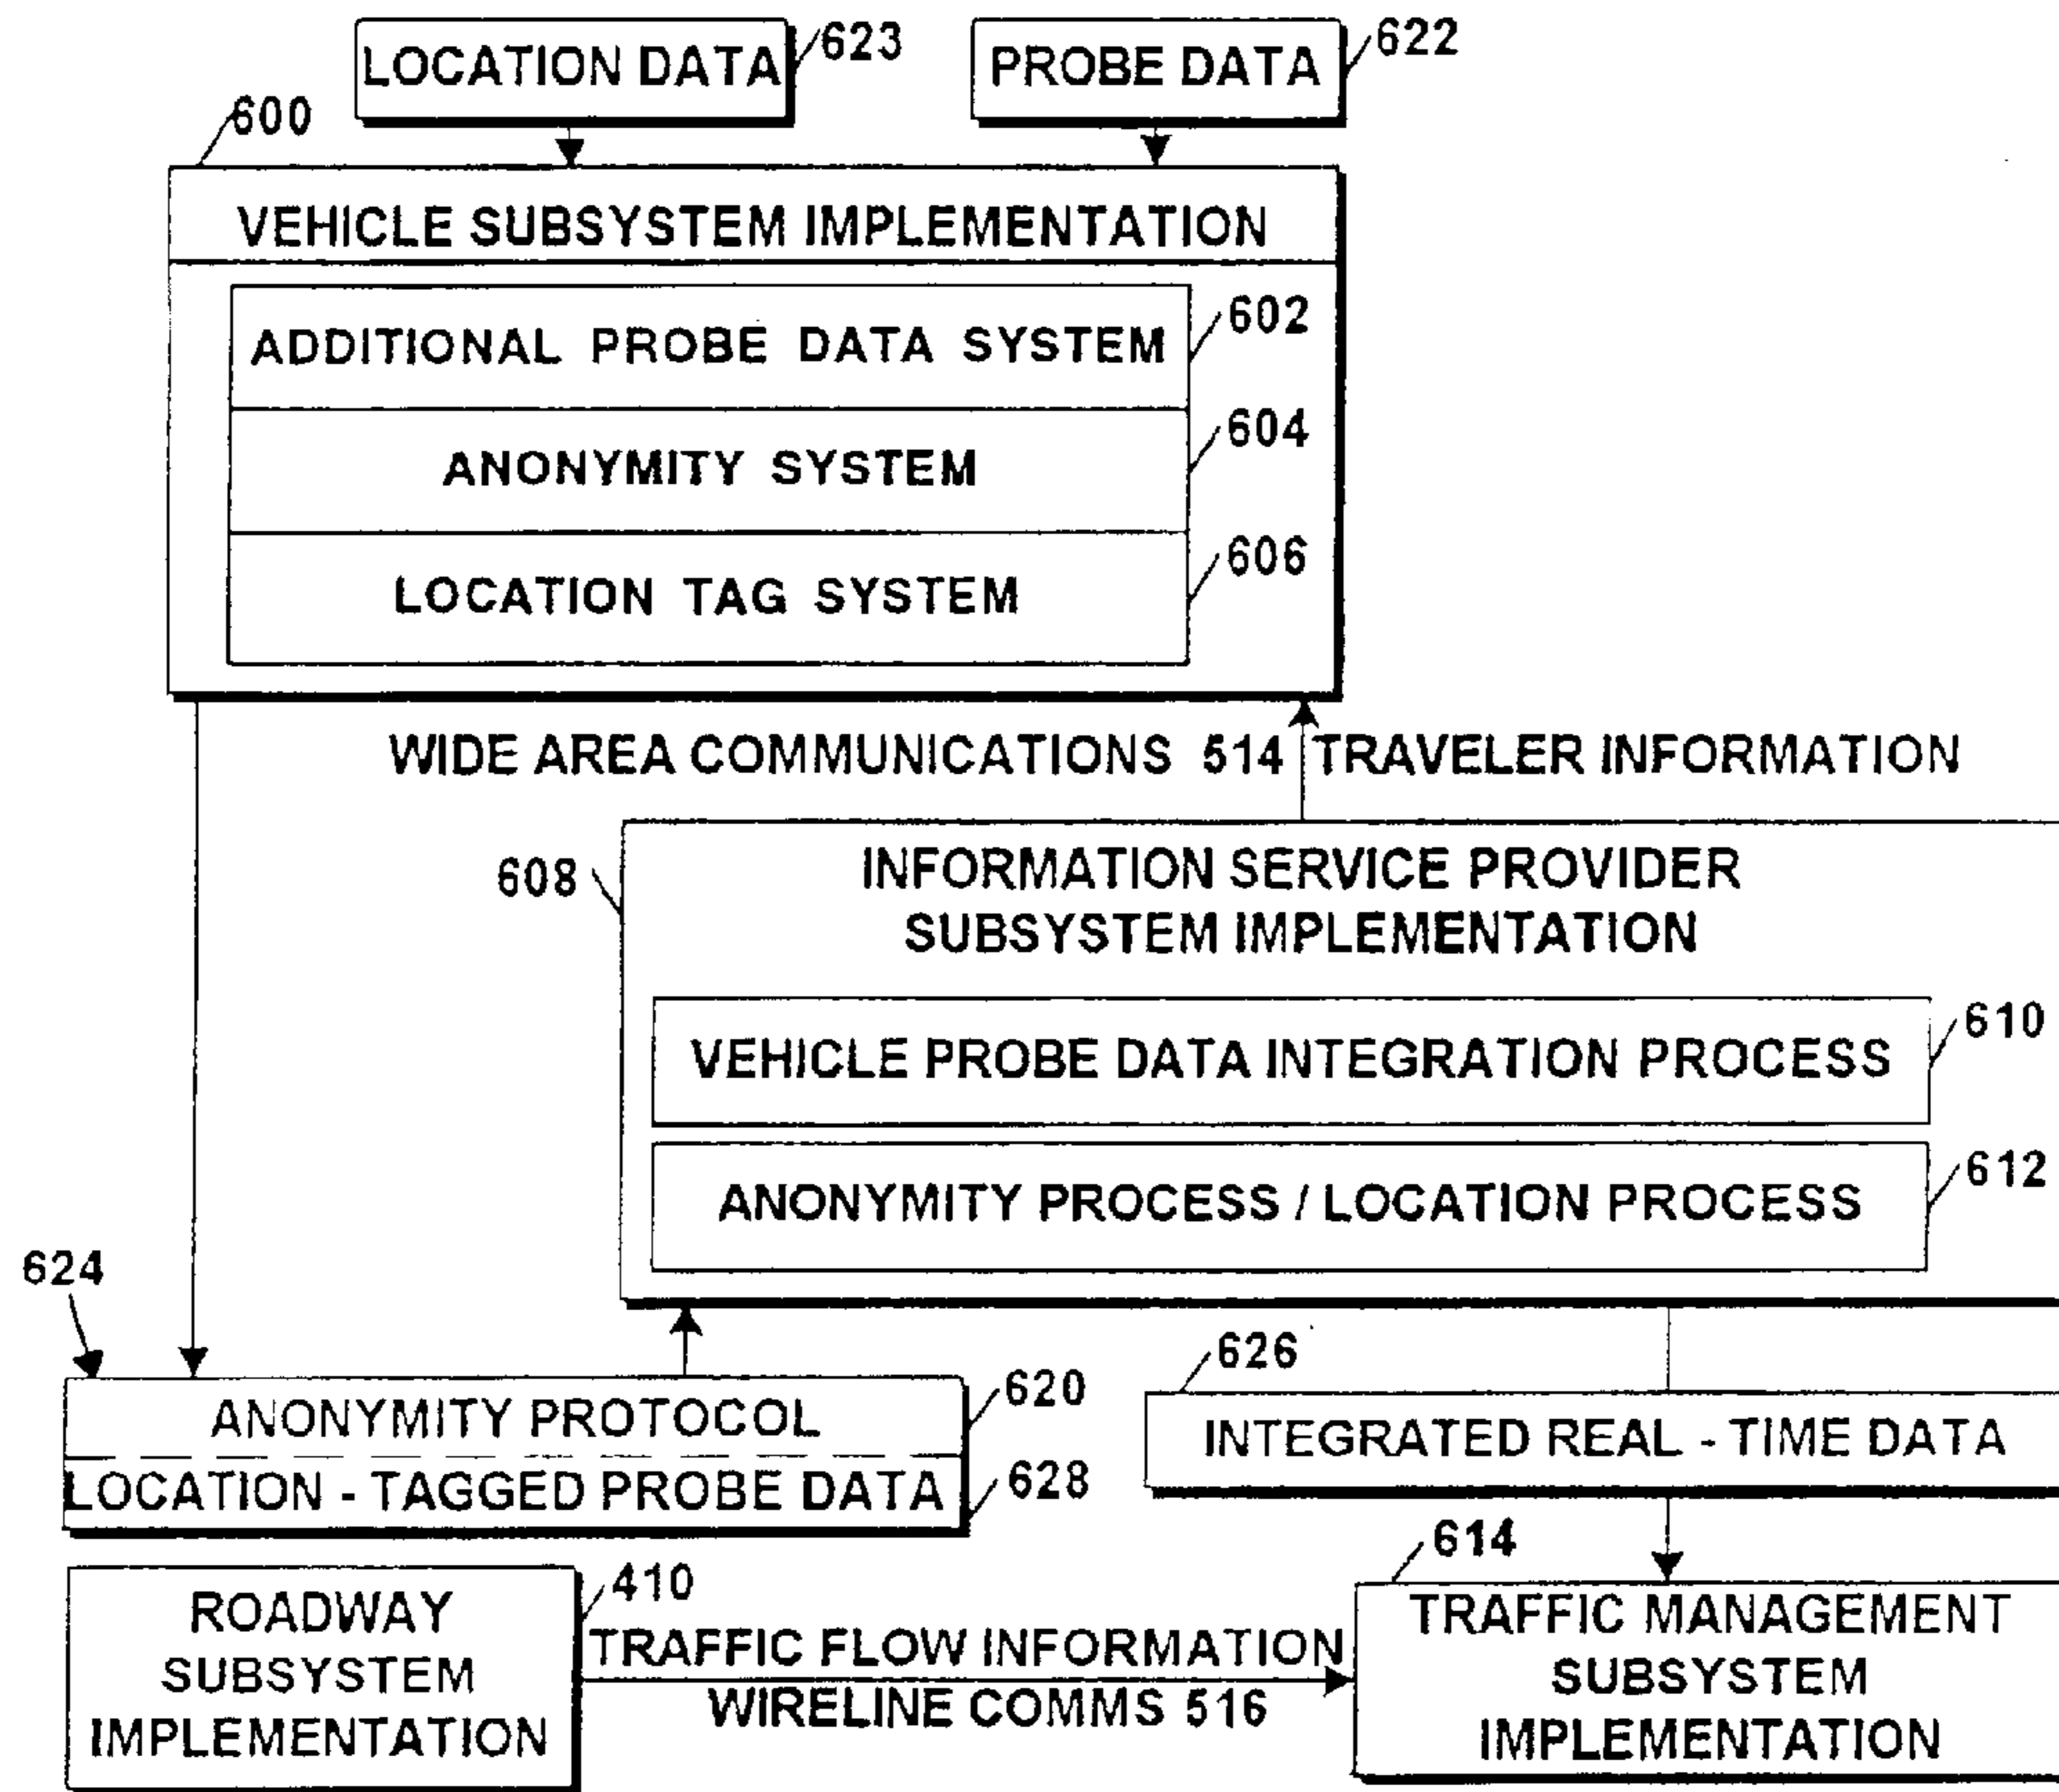 LOCATION DATA 623
PROBE DATA 622
600
VEHICLE SUBSYSTEM IMPLEMENTATION
ADDITIONAL PROBE DATA SYSTEM 602
ANONYMITY SYSTEM 604
LOCATION TAG SYSTEM 606
WIDE AREA COMMUNICATIONS 514 TRAVELER INFORMATION
608
INFORMATION SERVICE PROVIDER
SUBSYSTEM IMPLEMENTATION
VEHICLE PROBE DATA INTEGRATION PROCESS 610
ANONYMITY PROCESS / LOCATION PROCESS 612
624
ANONYMITY PROTOCOL 620
LOCATION - TAGGED PROBE DATA 628
626
INTEGRATED REAL - TIME DATA
ROADWAY
SUBSYSTEM
IMPLEMENTATION
410
TRAFFIC FLOW INFORMATION
WIRELINE COMMS 516
614
TRAFFIC MANAGEMENT
SUBSYSTEM
IMPLEMENTATION